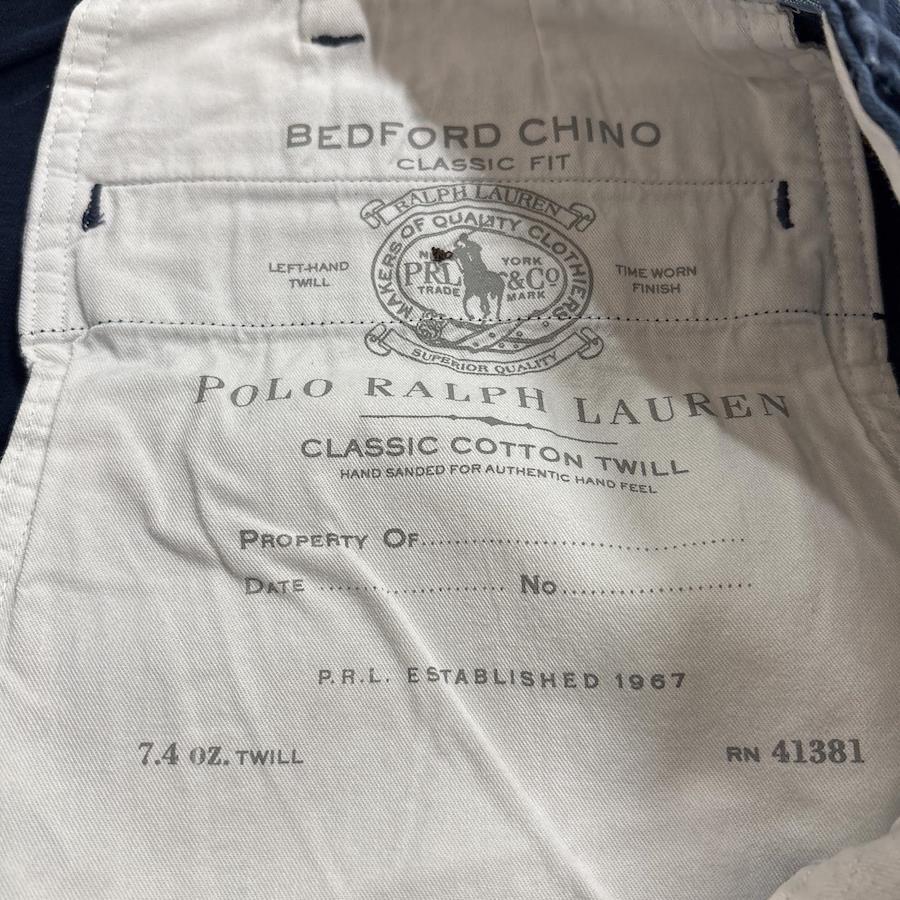 BEDFORD CHINO
CLASSIC FIT
RALPH LAUREN
MAKERS OF QUALITY CLOTHIERS
LEFT-HAND
TWILL
PRL
TRADE
YORK
& Co
MARK
TIME WORN
FINISH
SUPERIOR QUALITY
POLO RALPH LAUREN
CLASSIC COTTON TWILL
HAND SANDED FOR AUTHENTIC HAND FEEL
PROPERTY OF
DATE No
P.R.L. ESTABLISHED 1967
7.4 OZ. TWILL RN 41381